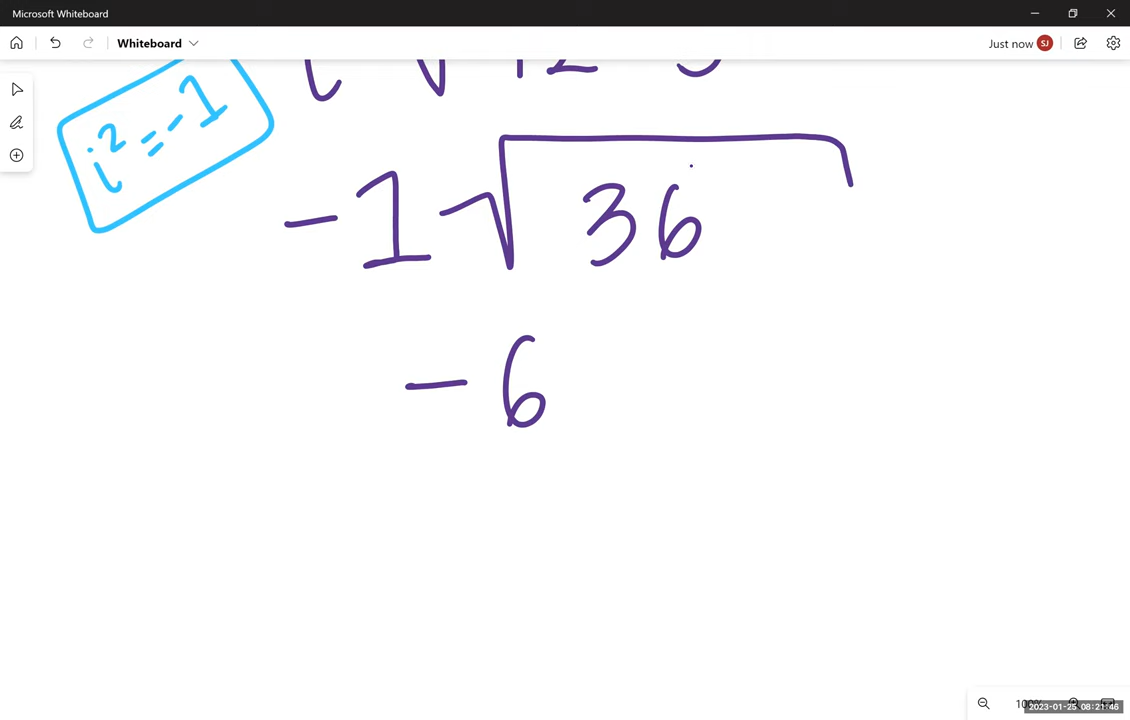 Microsoft Whiteboard
Whiteboard
Just now SJ
i² = -1
-1√36
-6
2023-01-25 08:21:46